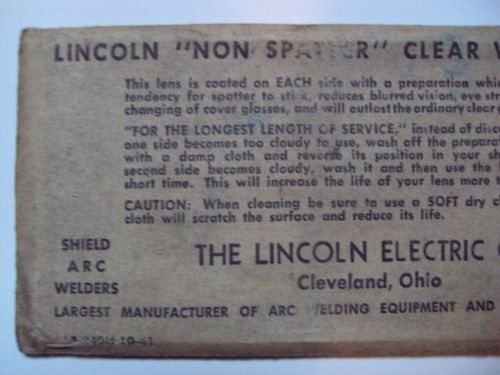 LINCOLN "NON SPATTER" CLEAR
This lens is coated on EACH side with a preparation
tendency for spatter to stick, reduces blurred vision, eye
changing of cover glasses, and will outlast the ordinary clear
"FOR THE LONGEST LENGTH OF SERVICE," instead of
one side becomes too cloudy to use, wash off the
with a damp cloth and reverse its position in your
second side becomes cloudy, wash it and then use the
short time. This will increase the life of your lens more
CAUTION: When cleaning be sure to use a SOFT dry
cloth will scratch the surface and reduce its life.
SHIELD
ARC
WELDERS
THE LINCOLN ELECTRIC
Cleveland, Ohio
LARGEST MANUFACTURER OF ARC WELDING EQUIPMENT AND
10-41